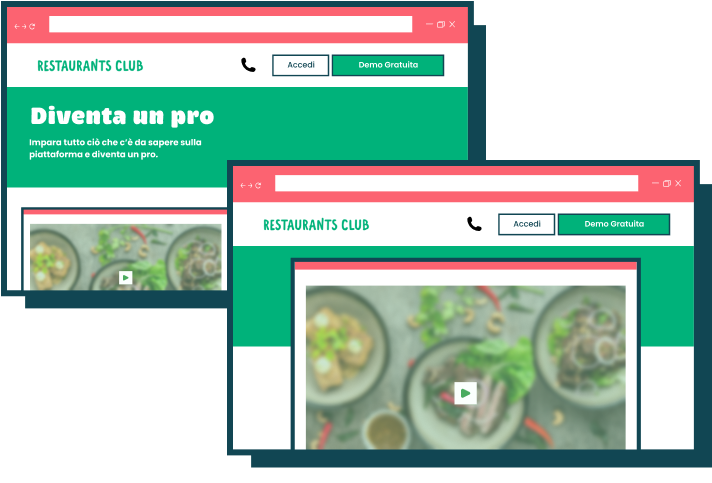 RESTAURANTS CLUB
Accedi
Demo Gratuita
Diventa un pro
Impara tutto ciò che c'è da sapere sulla
piattaforma e diventa un pro.
RESTAURANTS CLUB
Accedi
Demo Gratuita